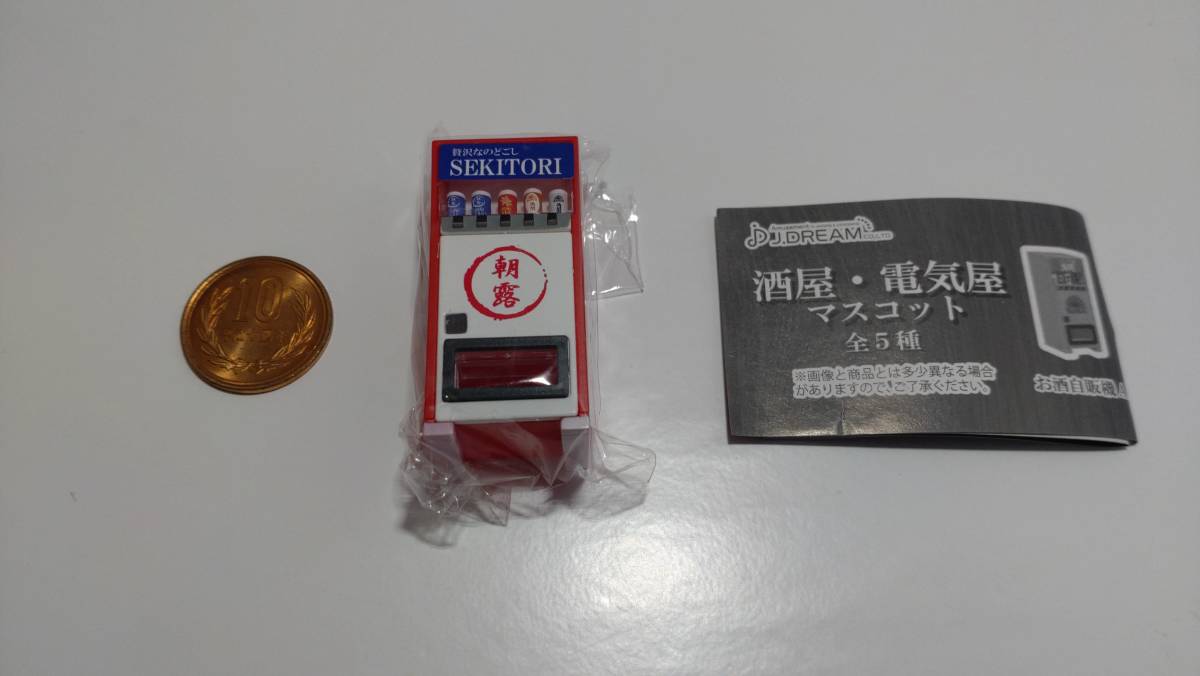 10
贅沢なのどごし
SEKITORI
朝
露
J.DREAM CO.,LTD
酒屋・電気屋
マスコット
全5種
※画像と商品とは多少異なる場合
がありますので、ご了承ください。
お酒自販機A